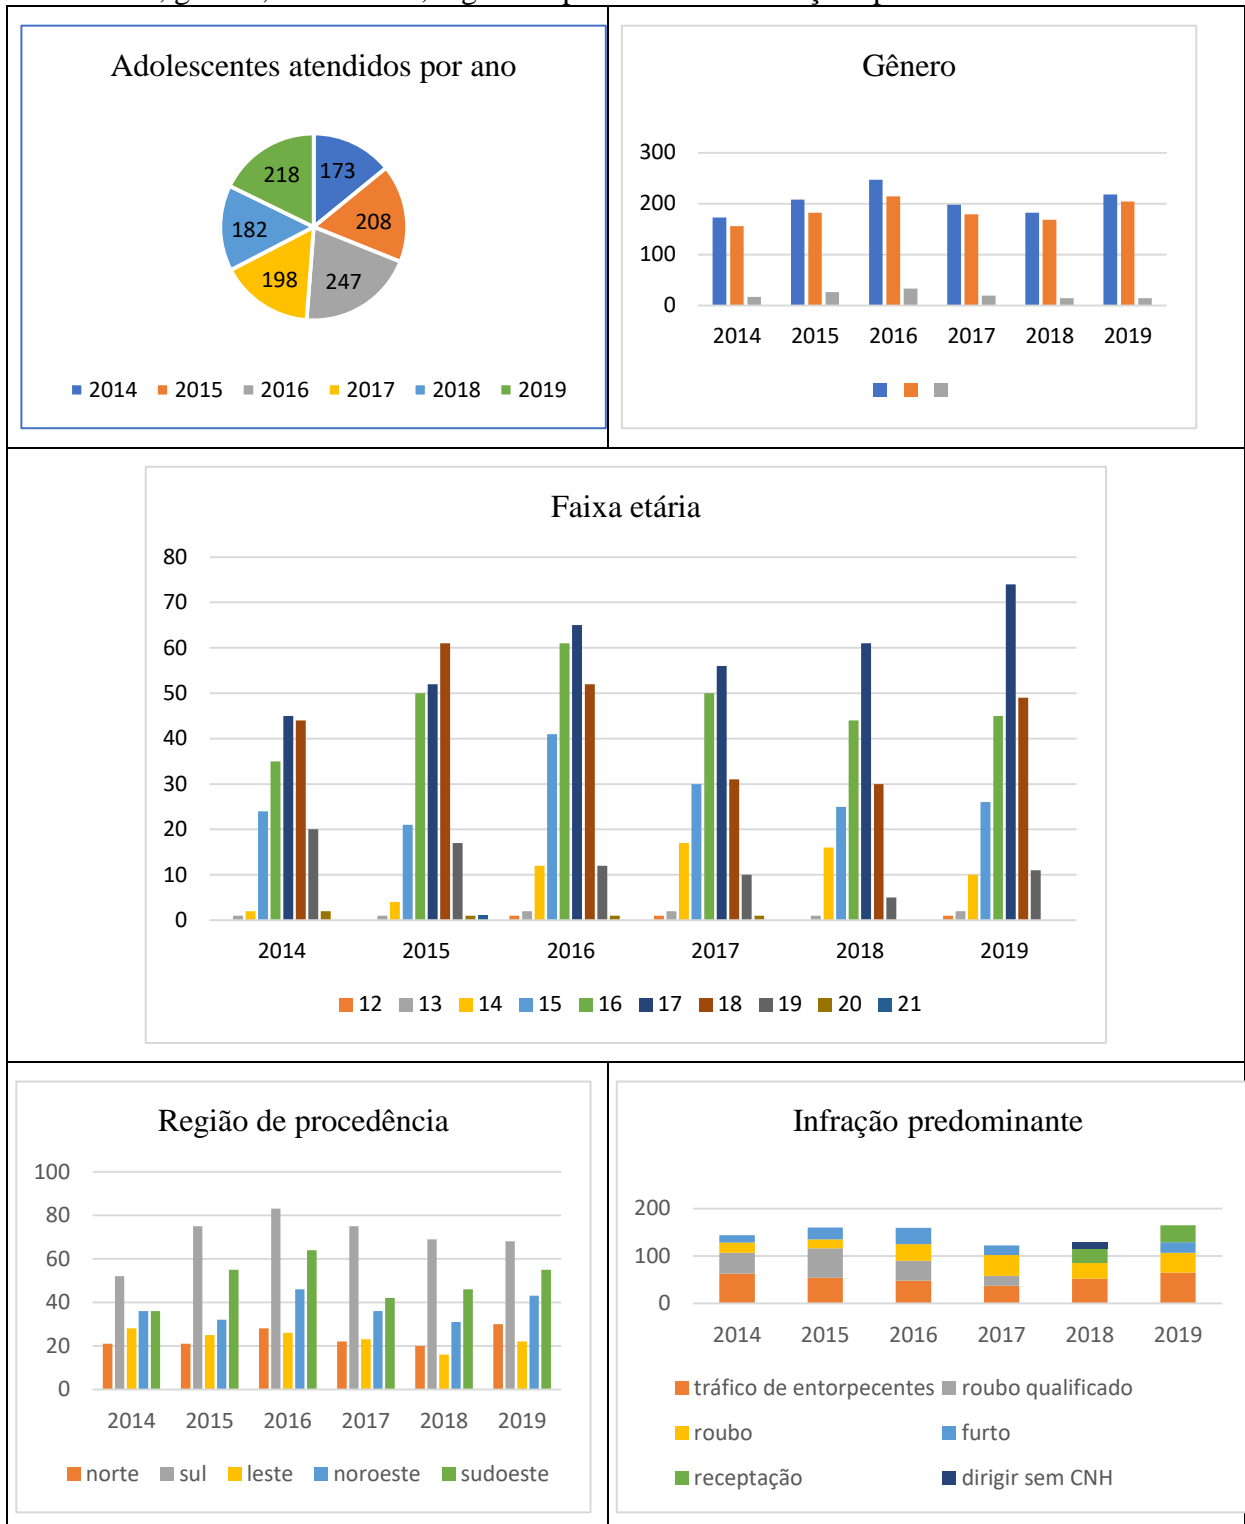 Adolescentes atendidos por ano
218
173
182
208
198
247
2014 2015 2016 2017 2018 2019
Gênero
300
200
100
0
2014 2015 2016 2017 2018 2019
Faixa etária
80
70
60
50
40
30
20
10
0
2014 2015 2016 2017 2018 2019
12 13 14 15 16 17 18 19 20 21
Região de procedência
100
80
60
40
20
0
2014 2015 2016 2017 2018 2019
norte sul leste noroeste sudoeste
Infração predominante
200
100
0
2014 2015 2016 2017 2018 2019
tráfico de entorpecentes roubo qualificado
roubo furto
receptação dirigir sem CNH